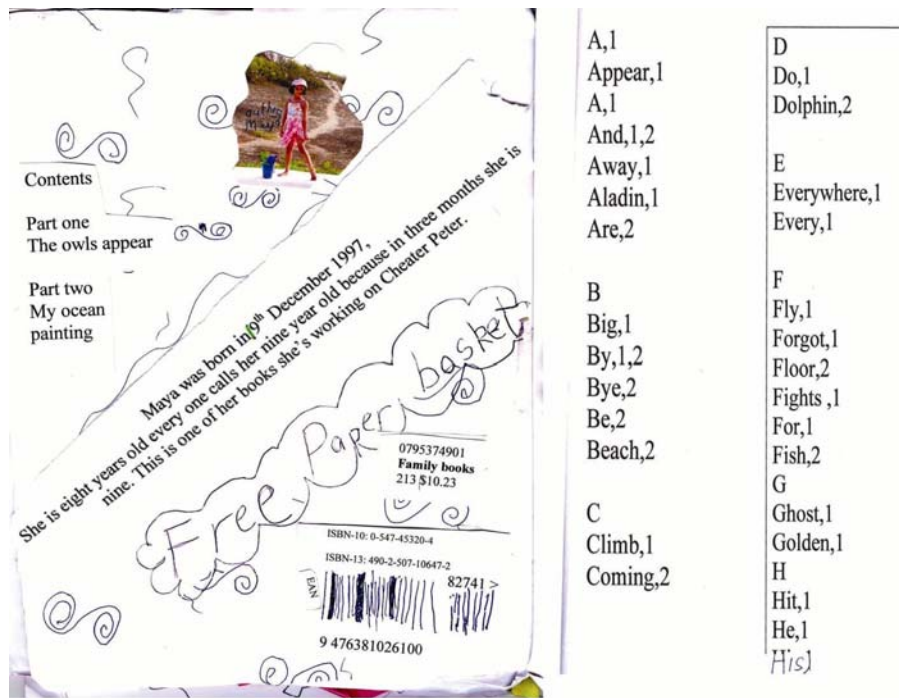 author
Maya
Contents
Part one
The owls appear
Part two
My ocean
painting
Maya was born in 9th December 1997,
She is eight years old every one calls her nine year old because in three months she is
nine. This is one of her books she's working on Cheater Peter.
Free Paper basket
0795374901
Family books
213 $10.23
ISBN-10: 0-547-45320-4
ISBN-13: 490-2-507-10647-2
EAN
82741 >
9 476381026100
A,1
Appear,1
A,1
And,1,2
Away,1
Aladin,1
Are,2
B
Big,1
By,1,2
Bye,2
Be,2
Beach,2
C
Climb,1
Coming,2
D
Do,1
Dolphin,2
E
Everywhere,1
Every,1
F
Fly,1
Forgot,1
Floor,2
Fights ,1
For,1
Fish,2
G
Ghost,1
Golden,1
H
Hit,1
He,1
His)